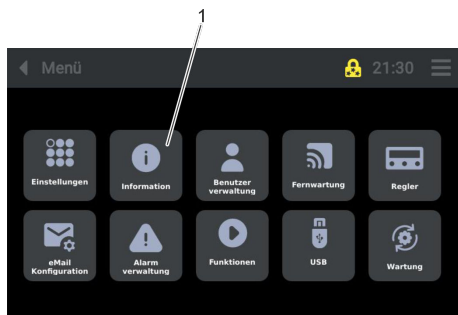 1
Menü
21:30
Einstellungen
Information
Benutzer
verwaltung
Fernwartung
Regler
eMail
Konfiguration
Alarm
verwaltung
Funktionen
USB
Wartung